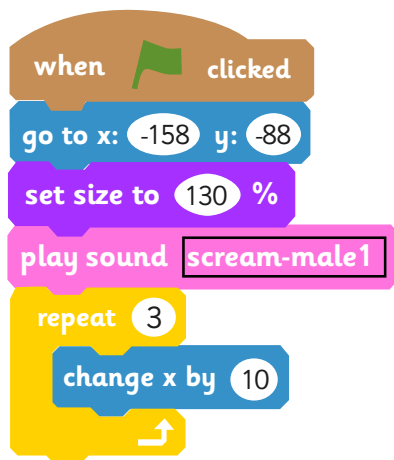 when clicked
go to x: -158 y: -88
set size to 130 %
play sound scream-male1
repeat 3
change x by 10